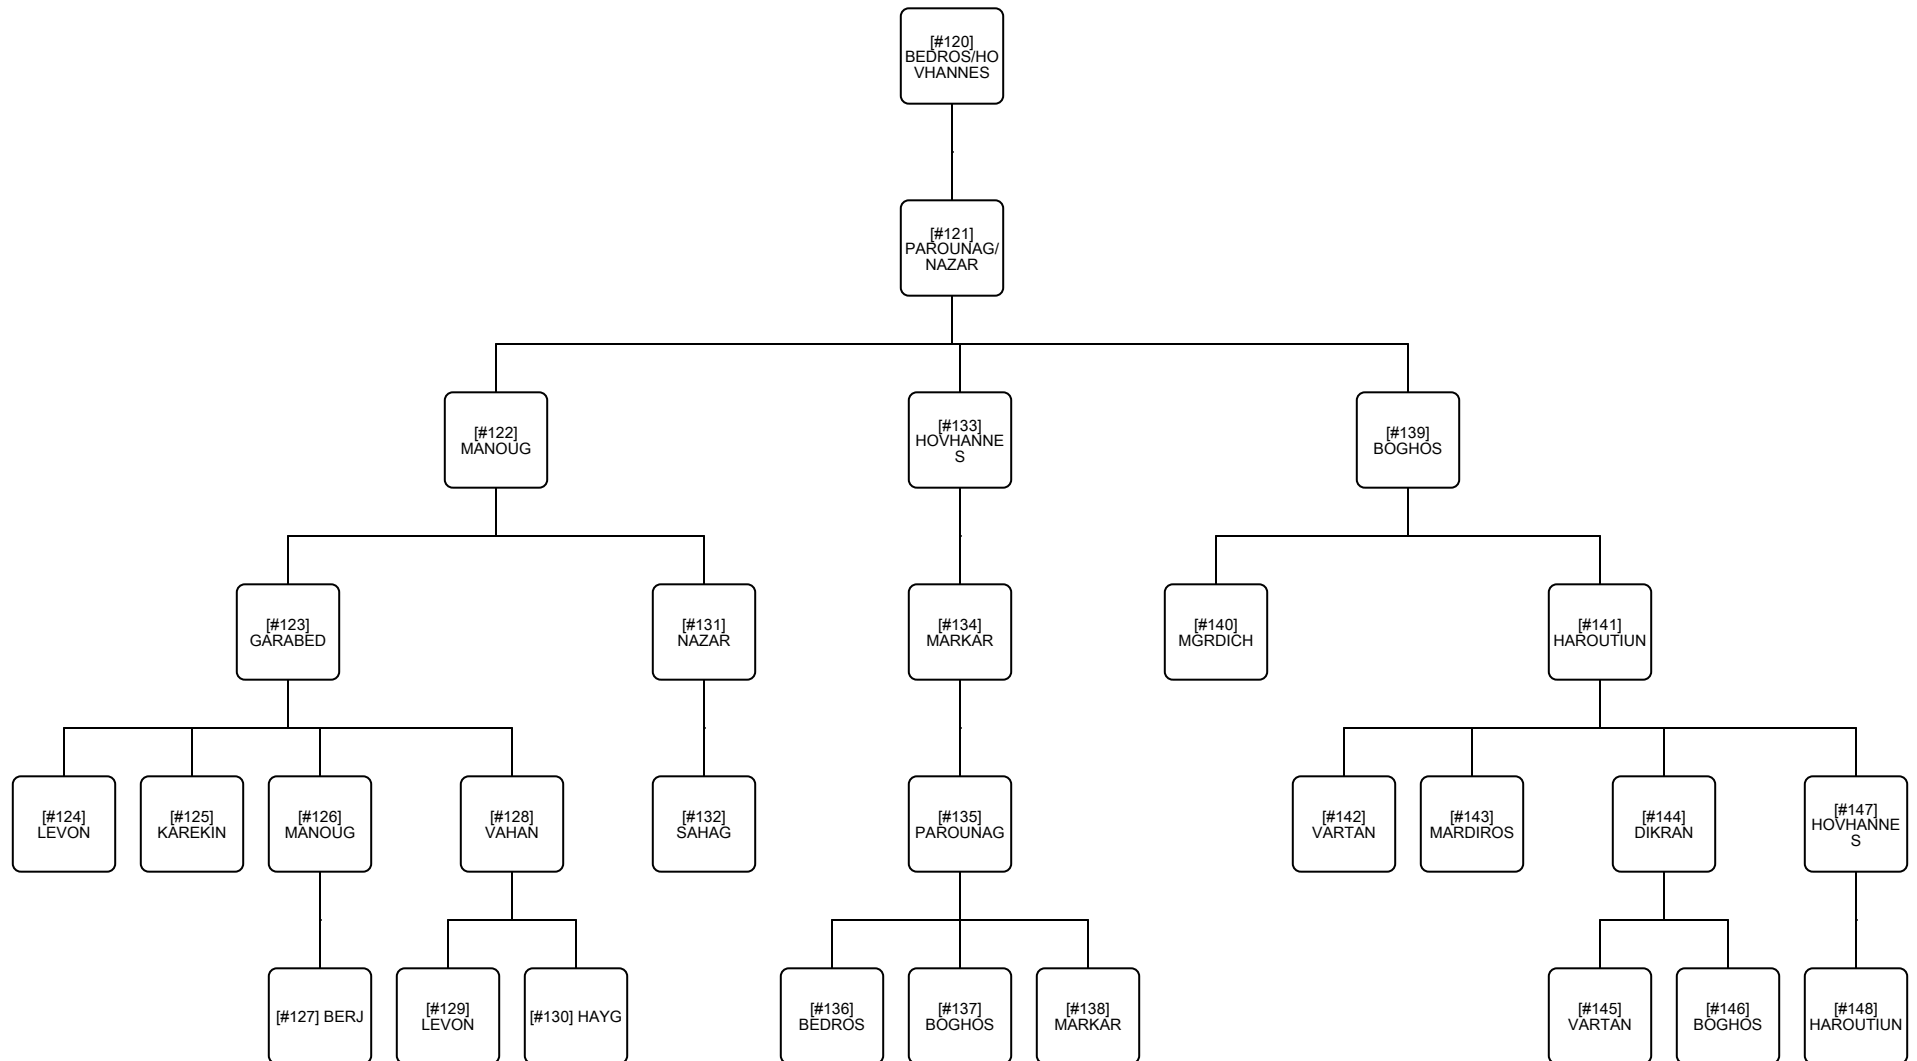 [#120]
BEDROS/HO
VHANNES
[#121]
PAROUNAG/
NAZAR
[#122]
MANOUG
[#133]
HOVHANNE
S
[#139]
BOGHOS
[#123]
GARABED
[#131]
NAZAR
[#134]
MARKAR
[#140]
MGRDICH
[#141]
HAROUTIUN
[#124]
LEVON
[#125]
KAREKIN
[#126]
MANOUG
[#128]
VAHAN
[#132]
SAHAG
[#135]
PAROUNAG
[#142]
VARTAN
[#143]
MARDIROS
[#144]
DIKRAN
[#147]
HOVHANNE
S
[#127] BERJ
[#129]
LEVON
[#130] HAYG
[#136]
BEDROS
[#137]
BOGHOS
[#138]
MARKAR
[#145]
VARTAN
[#146]
BOGHOS
[#148]
HAROUTIUN